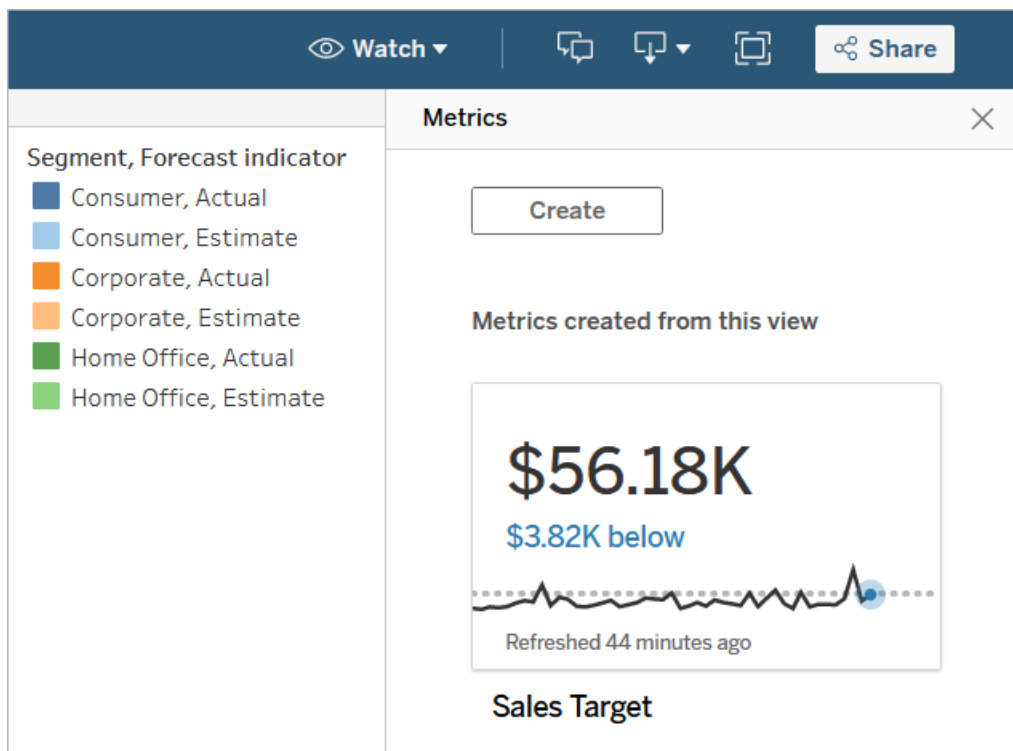 Watch
Share
Metrics
Segment, Forecast indicator
Consumer, Actual
Consumer, Estimate
Corporate, Actual
Corporate, Estimate
Home Office, Actual
Home Office, Estimate
Create
Metrics created from this view
$56.18K
$3.82K below
Refreshed 44 minutes ago
Sales Target